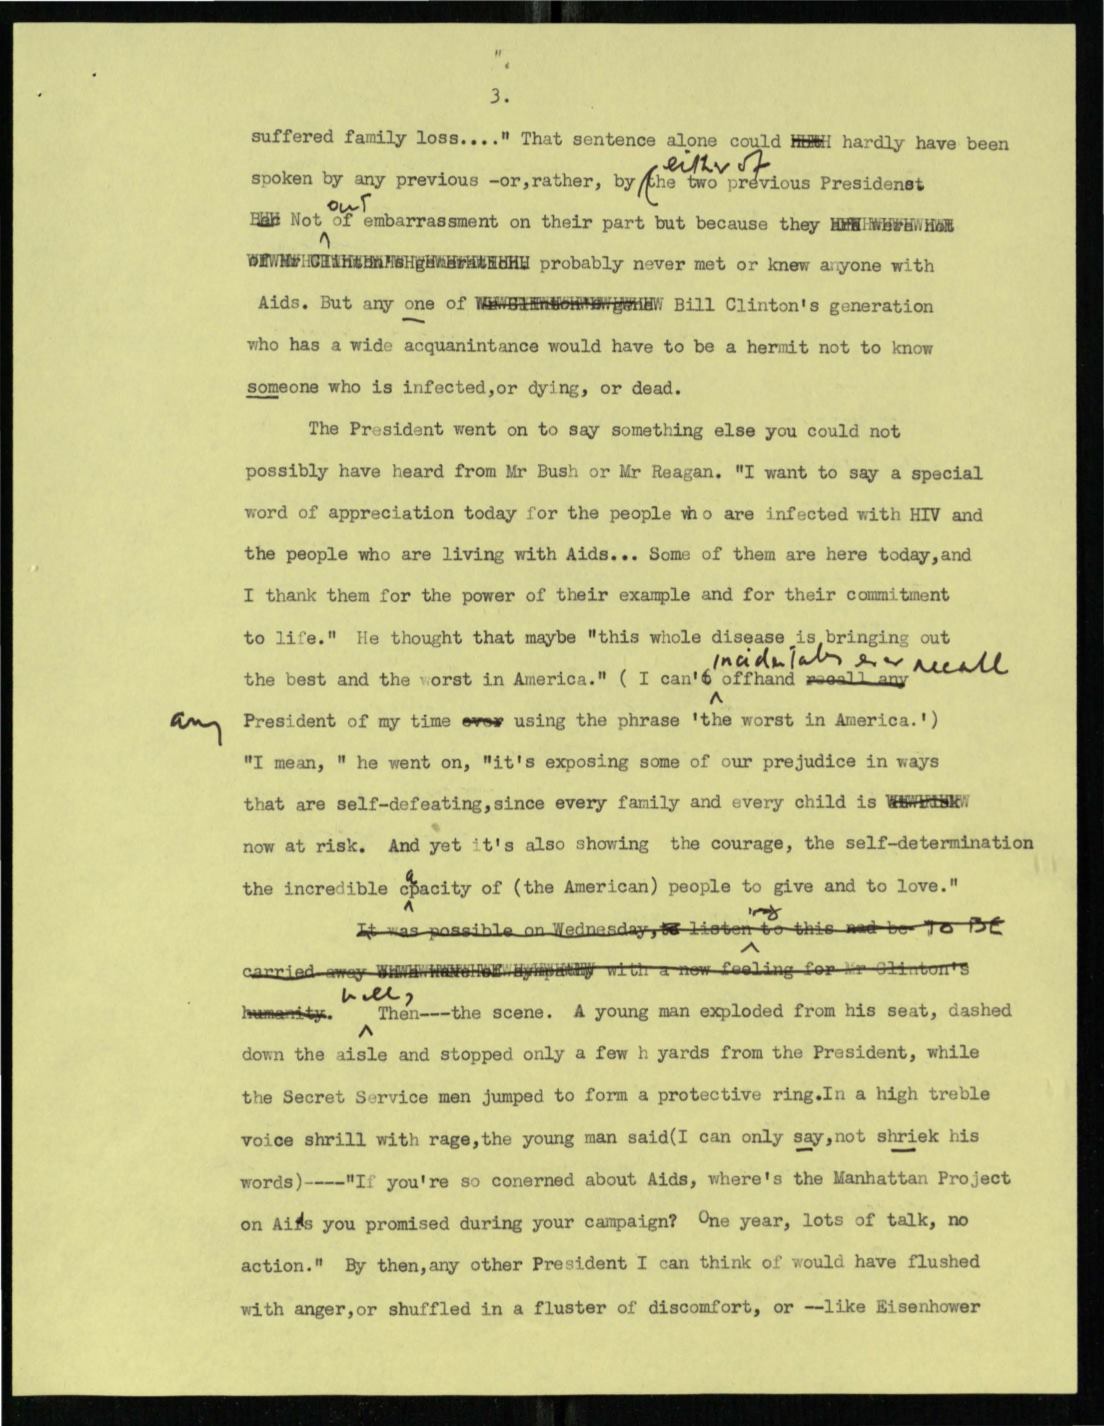 3.
suffered family loss...." That sentence alone could hardly have been
either of
spoken by any previous -or,rather, by (the two previous Presidenst
out
Not of embarrassment on their part but because they
probably never met or knew anyone with
Aids. But any one of Bill Clinton's generation
who has a wide acquanintance would have to be a hermit not to know
someone who is infected,or dying, or dead.
The President went on to say something else you could not
possibly have heard from Mr Bush or Mr Reagan. "I want to say a special
word of appreciation today for the people who are infected with HIV and
the people who are living with Aids... Some of them are here today,and
I thank them for the power of their example and for their commitment
to life." He thought that maybe "this whole disease is bringing out
incidentally ever recall
the best and the worst in America." ( I can't offhand recall any
any President of my time ever using the phrase 'the worst in America.')
"I mean, " he went on, "it's exposing some of our prejudice in ways
that are self-defeating,since every family and every child is
now at risk. And yet it's also showing the courage, the self-determination
a
the incredible cpacity of (the American) people to give and to love."
ing
It was possible on Wednesday,to listen to this nad be TO BE
carried away with a new feeling for Mr Clinton's
well,
humanity. Then---the scene. A young man exploded from his seat, dashed
down the aisle and stopped only a few h yards from the President, while
the Secret Service men jumped to form a protective ring.In a high treble
voice shrill with rage,the young man said(I can only say,not shriek his
words)----"If you're so conerned about Aids, where's the Manhattan Project
on Aids you promised during your campaign? One year, lots of talk, no
action." By then,any other President I can think of would have flushed
with anger,or shuffled in a fluster of discomfort, or --like Eisenhower